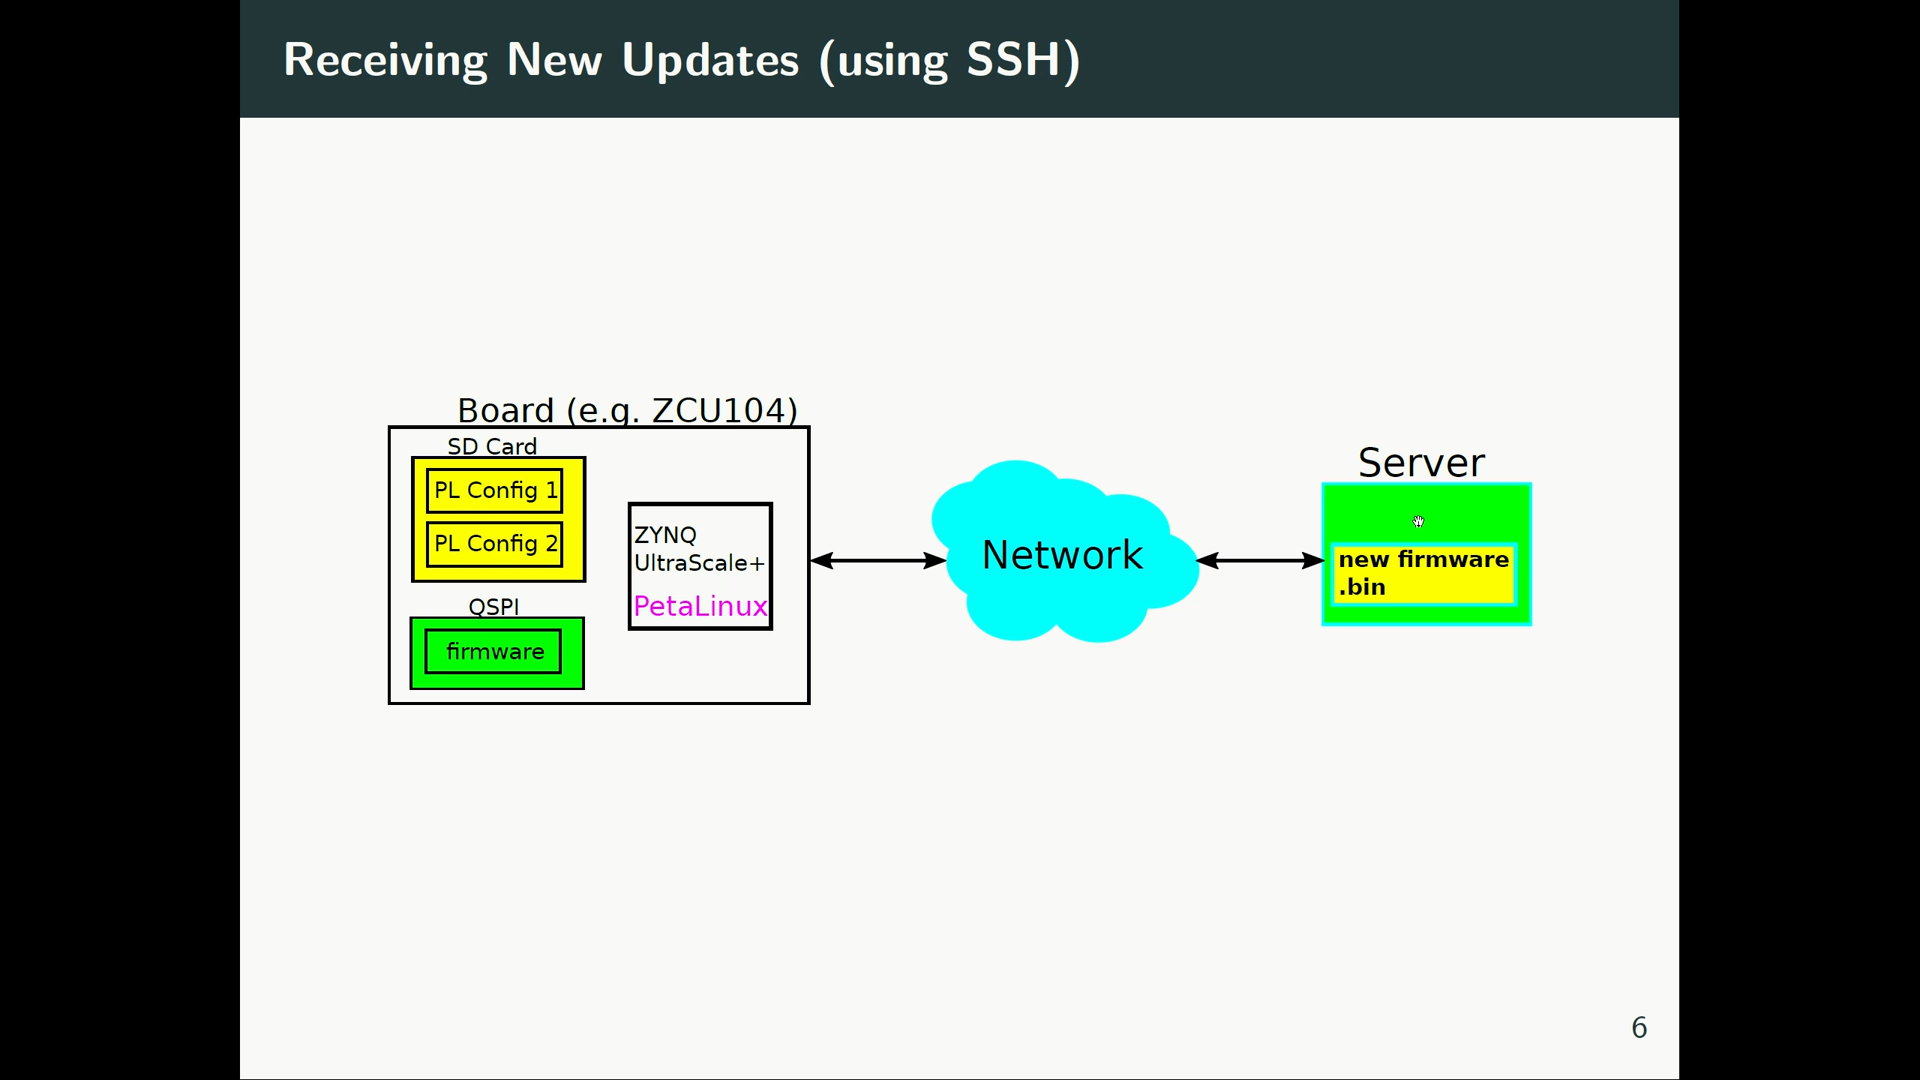 Receiving New Updates (using SSH)
Board (e.g. ZCU104)
SD Card
PL Config 1
PL Config 2
QSPI
firmware
ZYNQ
UltraScale+
PetaLinux
Network
Server
new firmware
.bin
6